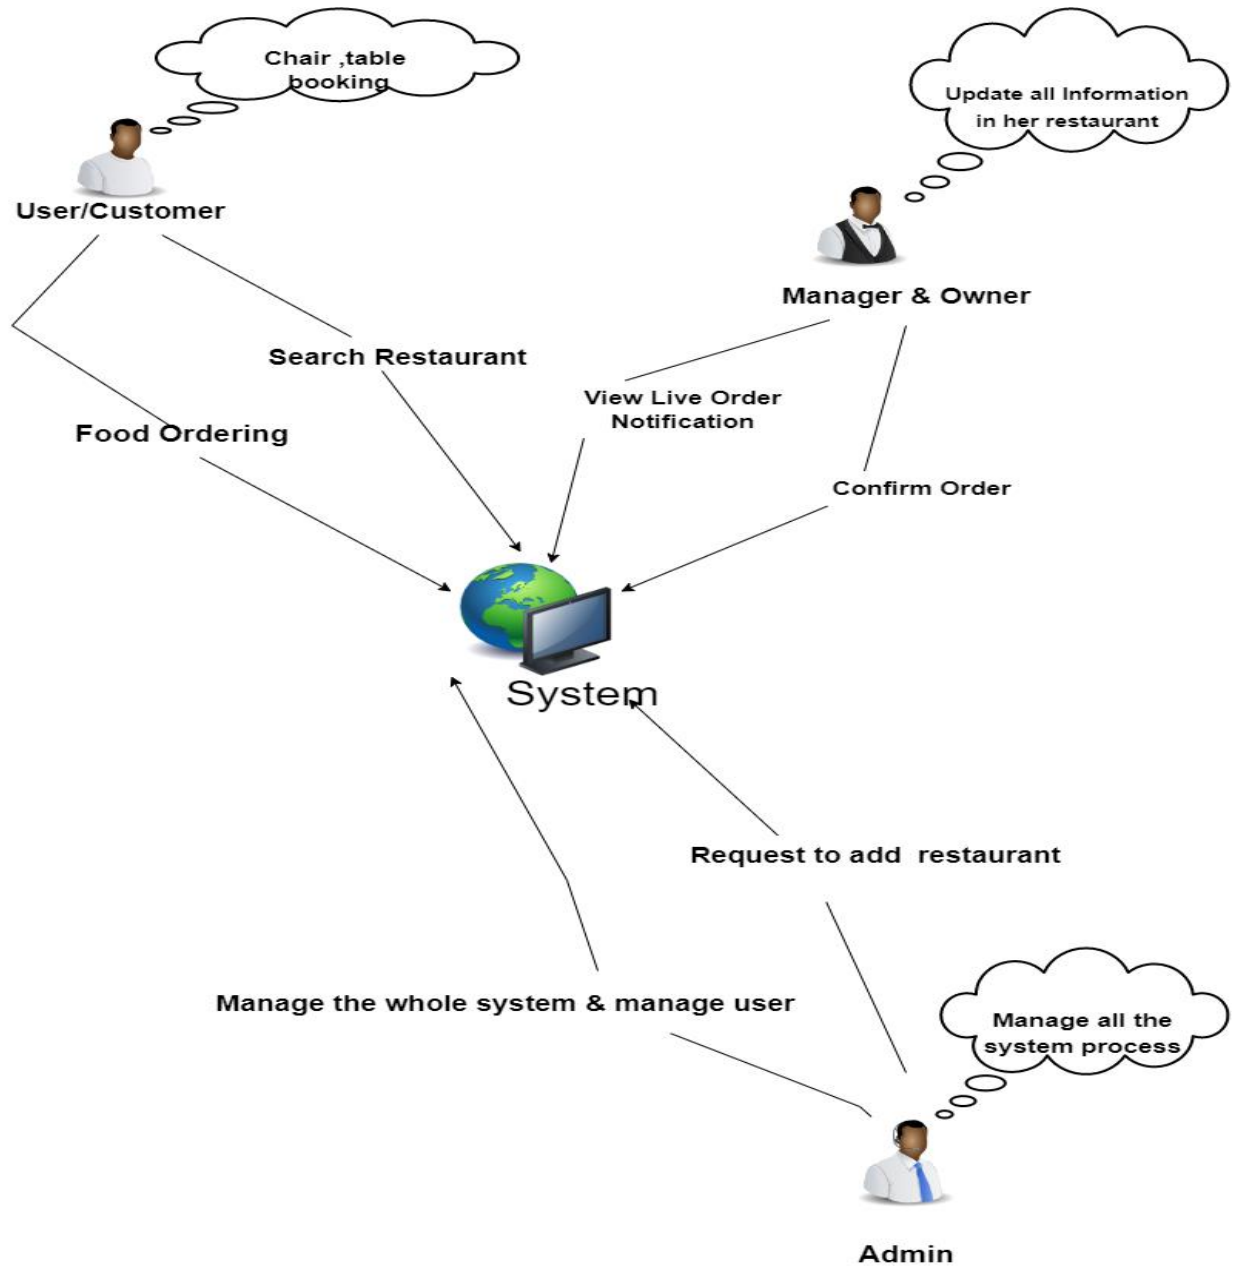 Chair ,table
booking
Update all Information
in her restaurant
User/Customer
Manager & Owner
Search Restaurant
View Live Order
Notification
Food Ordering
Confirm Order
System
Request to add restaurant
Manage the whole system & manage user
Manage all the
system process
Admin